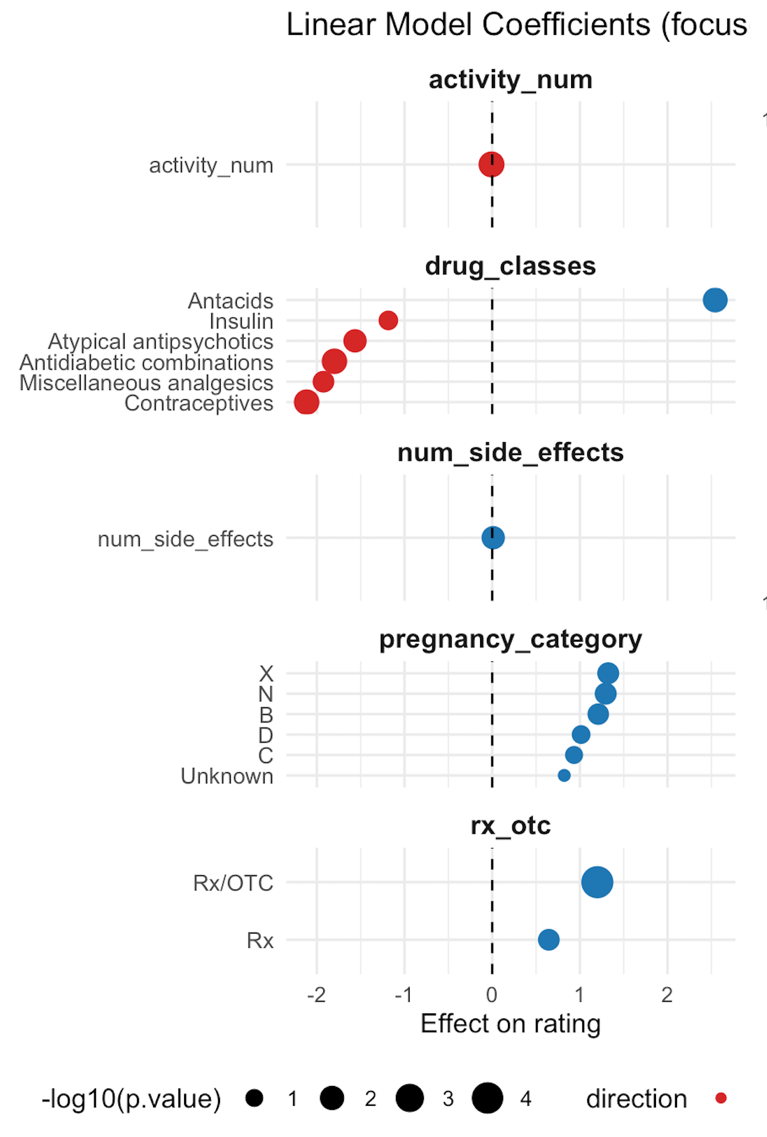 Linear Model Coefficients (focus
activity_num
activity_num
drug_classes
Antacids
Insulin
Atypical antipsychotics
Antidiabetic combinations
Miscellaneous analgesics
Contraceptives
num_side_effects
num_side_effects
pregnancy_category
X
N
B
D
C
Unknown
rx_otc
Rx/OTC
Rx
-2 -1 0 1 2
Effect on rating
-log10(p.value) 1 2 3 4 direction